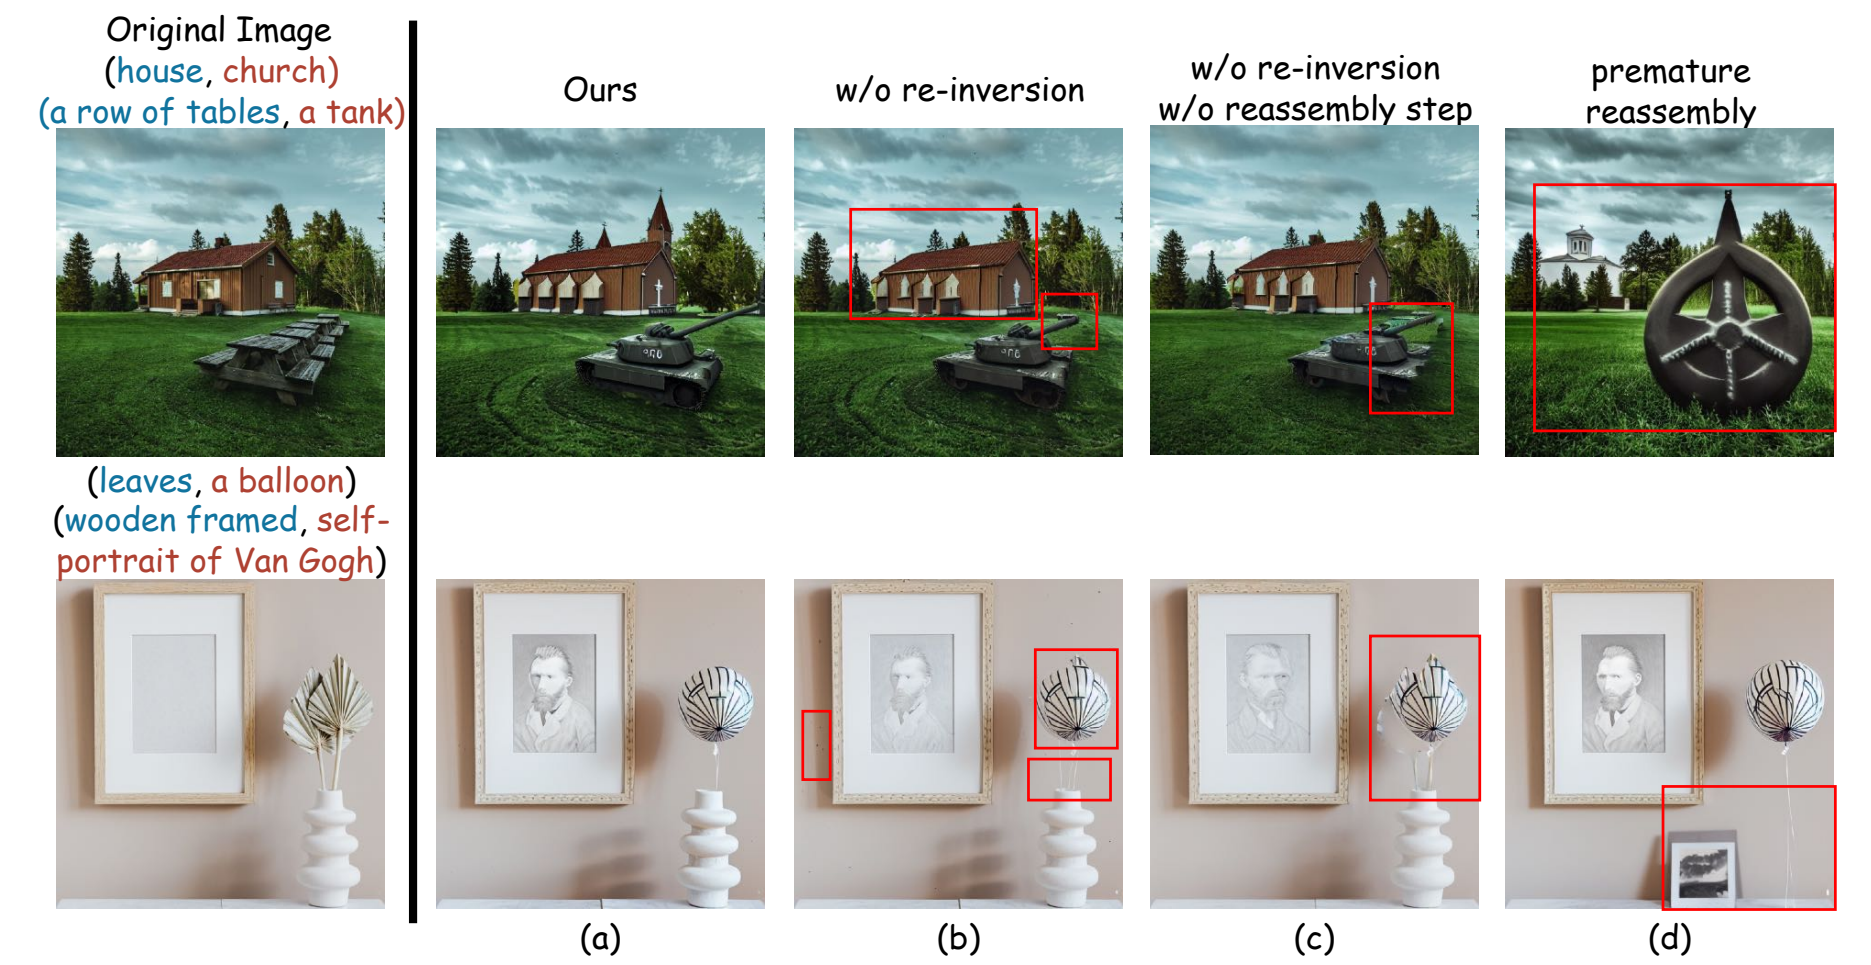 Original Image
(house, church)
(a row of tables, a tank)
Ours
w/o re-inversion
w/o re-inversion
w/o reassembly step
premature
reassembly
(leaves, a balloon)
(wooden framed, self-
portrait of Van Gogh)
(a)
(b)
(c)
(d)